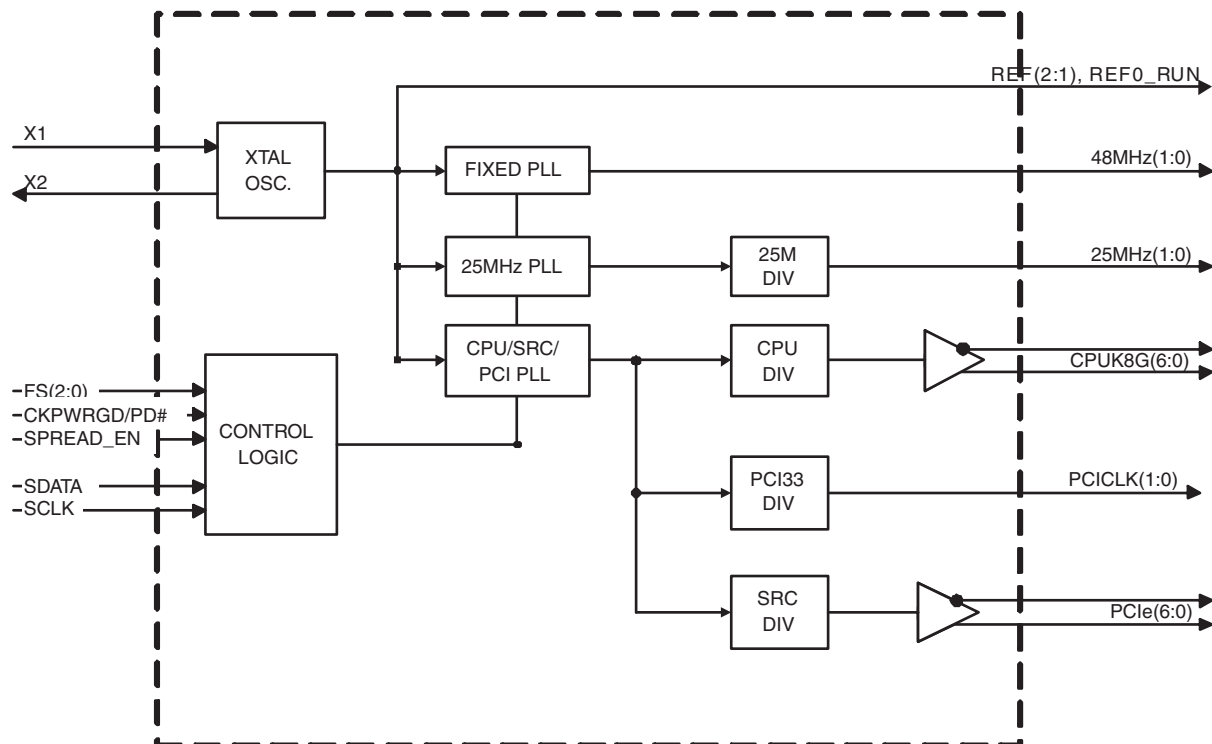 REF(2:1), REF0_RUN
X1
XTAL
OSC.
X2
FIXED PLL
48MHz(1:0)
25MHz PLL
25M
DIV
25MHz(1:0)
CPU/SRC/
PCI PLL
CPU
DIV
CPUK8G(6:0)
FS(2:0)
CKPWRGD/PD#
SPREAD_EN
SDATA
SCLK
CONTROL
LOGIC
PCI33
DIV
PCICLK(1:0)
SRC
DIV
PCIe(6:0)